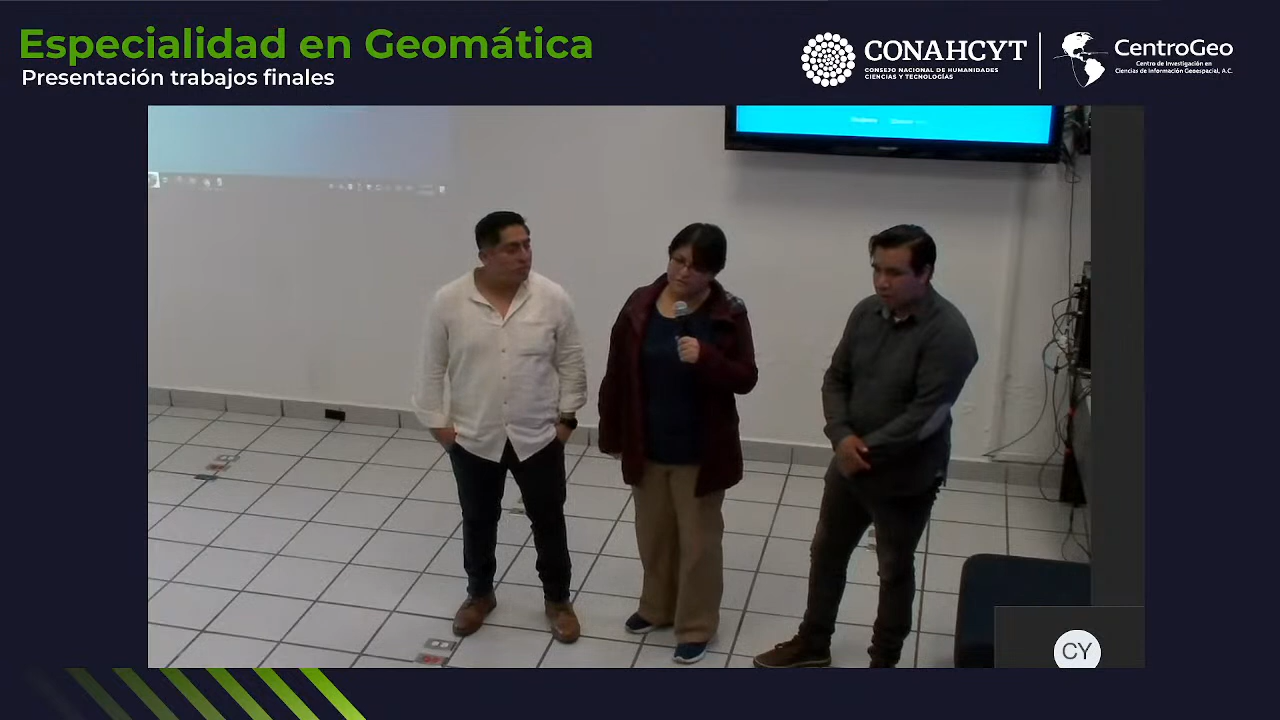 Especialidad en Geomática
Presentación trabajos finales
CONAHCYT
CONSEJO NACIONAL DE HUMANIDADES
CIENCIAS Y TECNOLOGÍAS
CentroGeo
Centro de Investigación en
Ciencias de Información Geoespacial, A.C.
CY